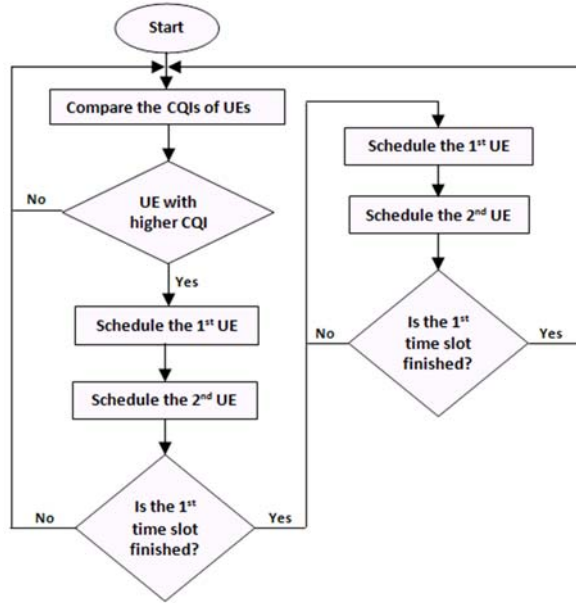 Start
Compare the CQIs of UEs
No
UE with
higher CQI
Yes
Schedule the 1st UE
Schedule the 2nd UE
Is the 1st
time slot
finished?
No
Yes
Schedule the 1st UE
Schedule the 2nd UE
Is the 1st
time slot
finished?
No
Yes